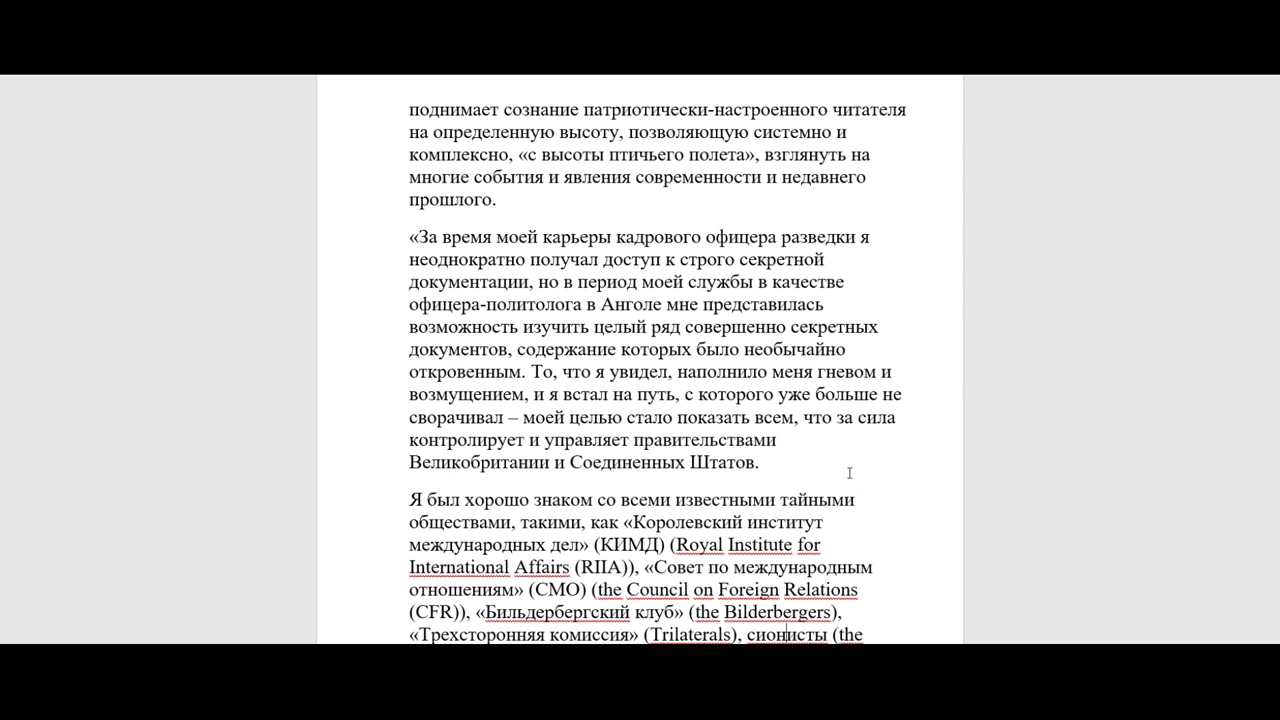 поднимает сознание патриотически-настроенного читателя
на определенную высоту, позволяющую системно и
комплексно, «с высоты птичьего полета», взглянуть на
многие события и явления современности и недавнего
прошлого.
«За время моей карьеры кадрового офицера разведки я
неоднократно получал доступ к строго секретной
документации, но в период моей службы в качестве
офицера-политолога в Анголе мне представилась
возможность изучить целый ряд совершенно секретных
документов, содержание которых было необычайно
откровенным. То, что я увидел, наполнило меня гневом и
возмущением, и я встал на путь, с которого уже больше не
сворачивал – моей целью стало показать всем, что за сила
контролирует и управляет правительствами
Великобритании и Соединенных Штатов.
Я был хорошо знаком со всеми известными тайными
обществами, такими, как «Королевский институт
международных дел» (КИМД) (Royal Institute for
International Affairs (RIIA)), «Совет по международным
отношениям» (СМО) (the Council on Foreign Relations
(CFR)), «Бильдербергский клуб» (the Bilderbergers),
«Трехсторонняя комиссия» (Trilaterals), сионисты (the